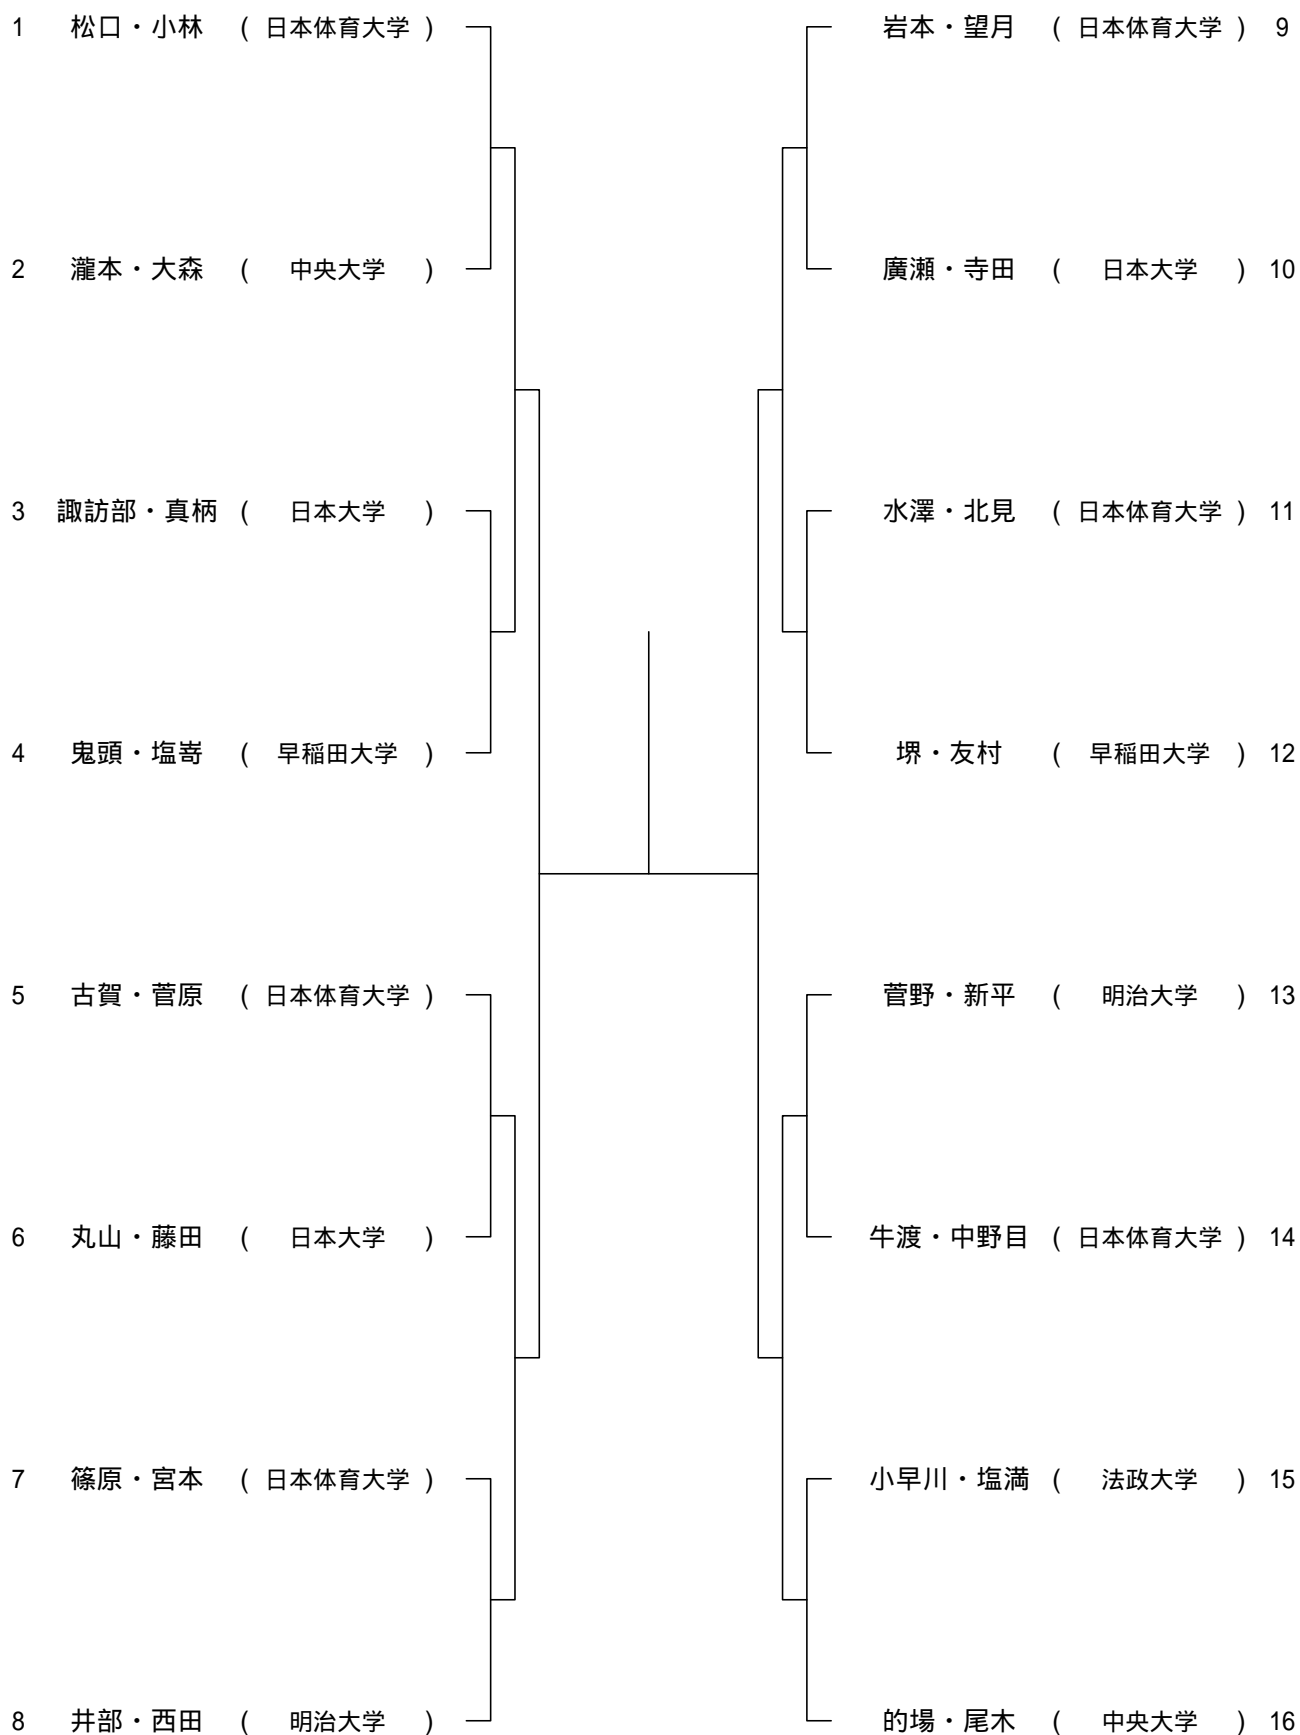 1 松口・小林 ( 日本体育大学 )
岩本・望月 ( 日本体育大学 ) 9
2 瀧本・大森 ( 中央大学 )
廣瀬・寺田 ( 日本大学 ) 10
3 諏訪部・真柄 ( 日本大学 )
水澤・北見 ( 日本体育大学 ) 11
4 鬼頭・塩嵜 ( 早稲田大学 )
堺・友村 ( 早稲田大学 ) 12
5 古賀・菅原 ( 日本体育大学 )
菅野・新平 ( 明治大学 ) 13
6 丸山・藤田 ( 日本大学 )
牛渡・中野目 ( 日本体育大学 ) 14
7 篠原・宮本 ( 日本体育大学 )
小早川・塩満 ( 法政大学 ) 15
8 井部・西田 ( 明治大学 )
的場・尾木 ( 中央大学 ) 16